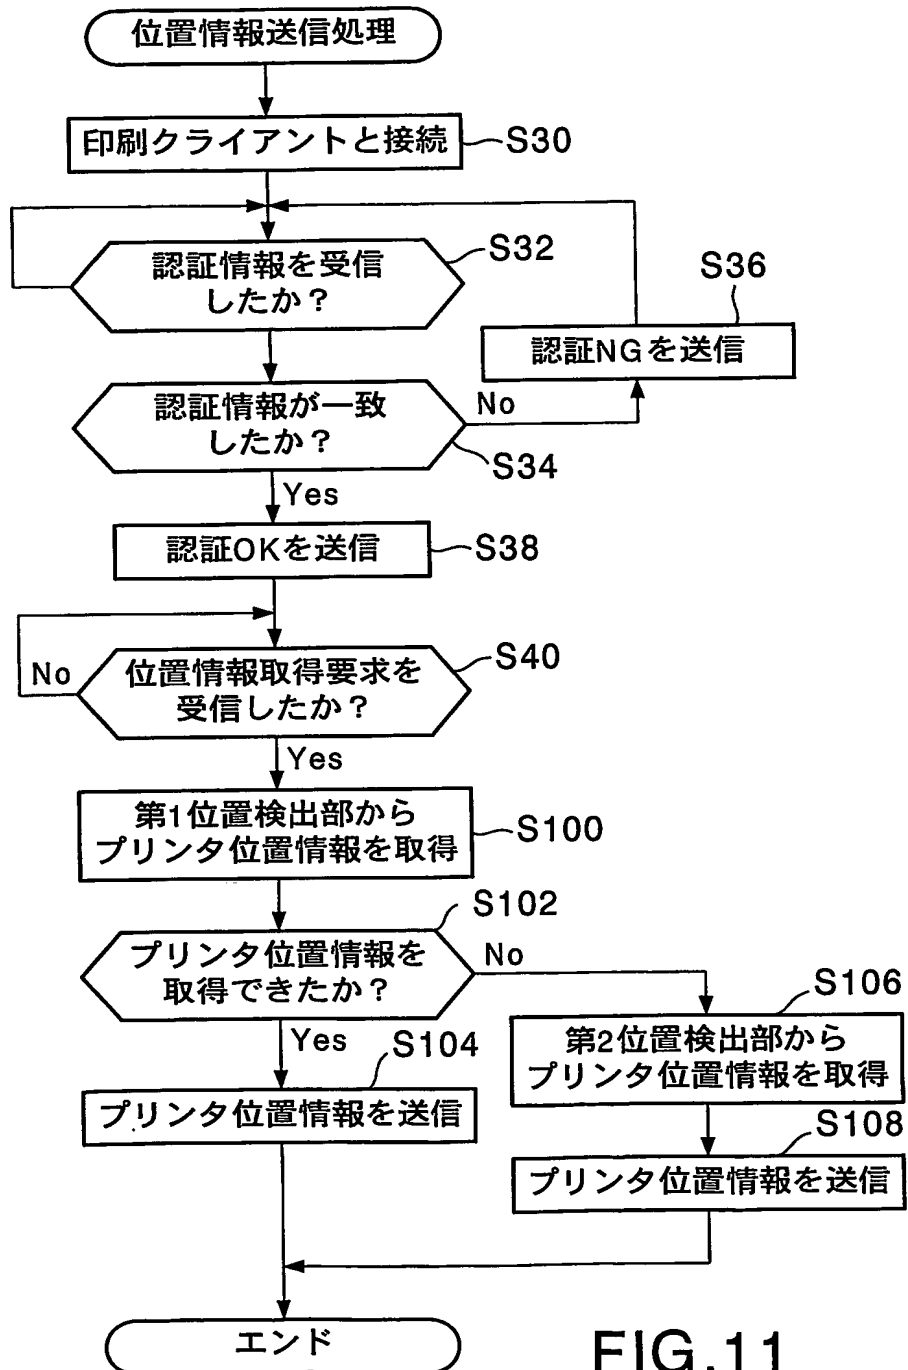 位置情報送信処理
印刷クライアントと接続
S30
認証情報を受信
したか?
S32
S36
認証NGを送信
認証情報が一致
したか?
No
S34
Yes
認証OKを送信
S38
No
位置情報取得要求を
受信したか?
S40
Yes
第1位置検出部から
プリンタ位置情報を取得
S100
S102
プリンタ位置情報を
取得できたか?
No
Yes
S104
プリンタ位置情報を送信
S106
第2位置検出部から
プリンタ位置情報を取得
S108
プリンタ位置情報を送信
エンド
FIG.11